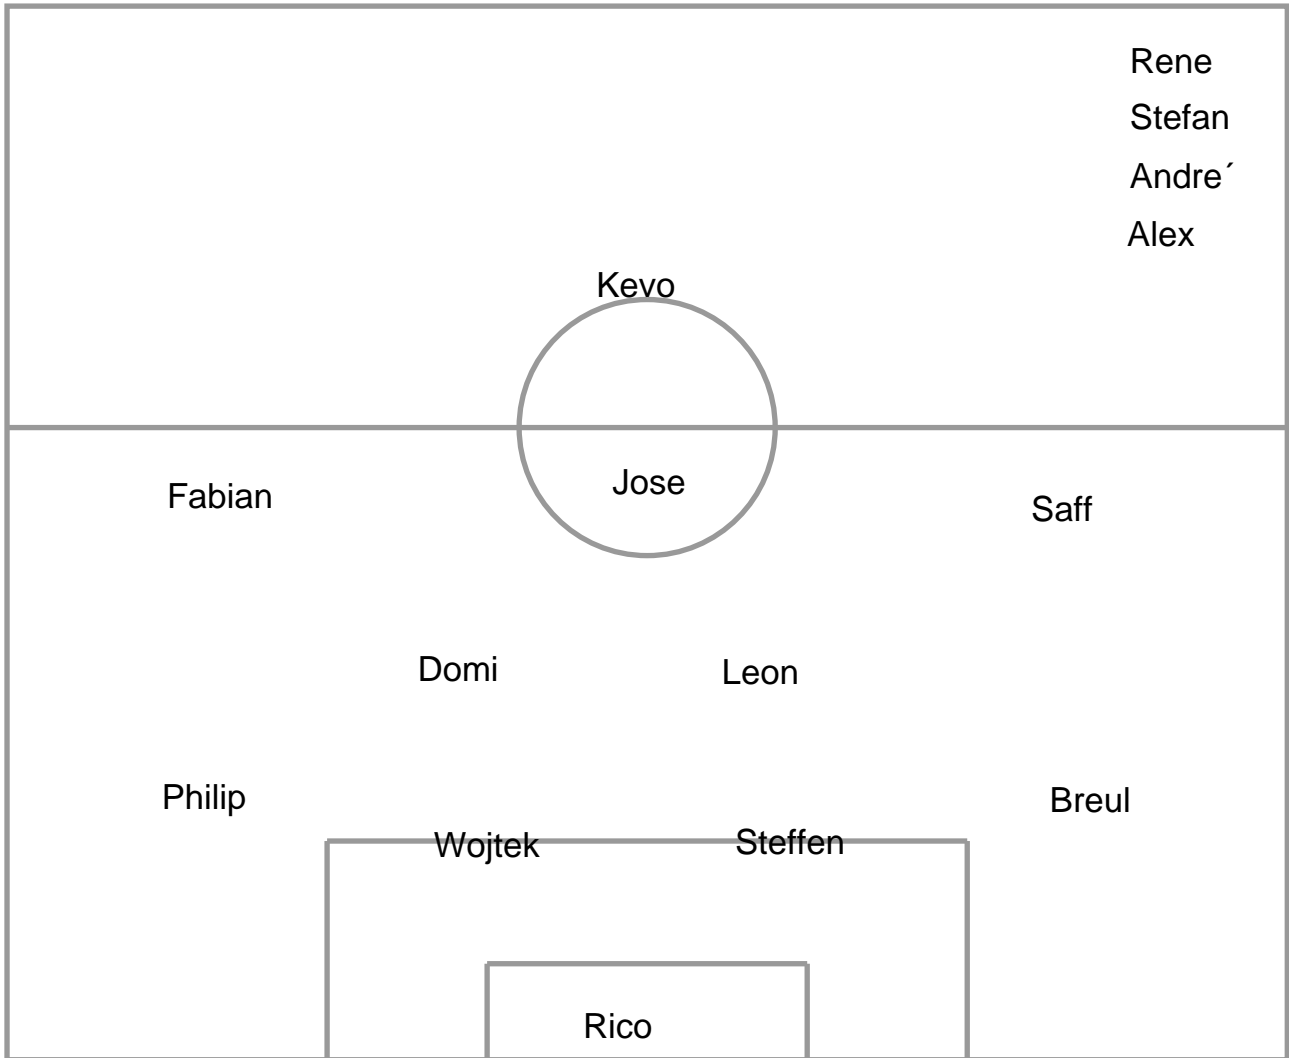 Rene
Stefan
Andre´
Alex
Kevo
Fabian
Jose
Saff
Domi
Leon
Philip
Breul
Wojtek
Steffen
Rico